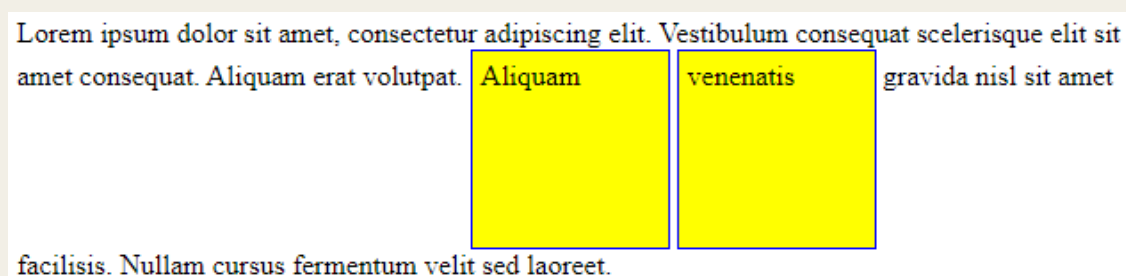 Lorem ipsum dolor sit amet, consectetur adipiscing elit. Vestibulum consequat scelerisque elit sit
amet consequat. Aliquam erat volutpat. Aliquam venenatis gravida nisl sit amet
facilisis. Nullam cursus fermentum velit sed laoreet.